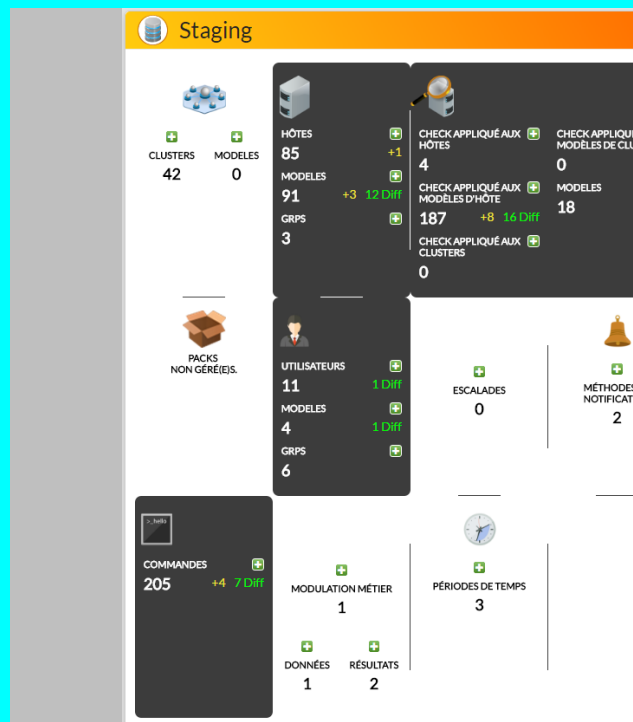 Staging
CLUSTERS
42
MODELES
0
HÔTES
85
+1
MODELES
91 +3 12 Diff
GRPS
3
CHECK APPLIQUÉ AUX
HÔTES
4
CHECK APPLIQUÉ AUX
MODÈLES D'HÔTE
187 +8 16 Diff
CHECK APPLIQUÉ AUX
CLUSTERS
0
CHECK APPLIQU
MODÈLES DE CLU
0
MODELES
18
PACKS
NON GÉRÉ(E)S.
UTILISATEURS
11 1 Diff
MODELES
4 1 Diff
GRPS
6
ESCALADES
0
MÉTHODES
NOTIFICAT
2
>_hello
COMMANDES
205 +4 7 Diff
MODULATION MÉTIER
1
DONNÉES
1
RÉSULTATS
2
PÉRIODES DE TEMPS
3